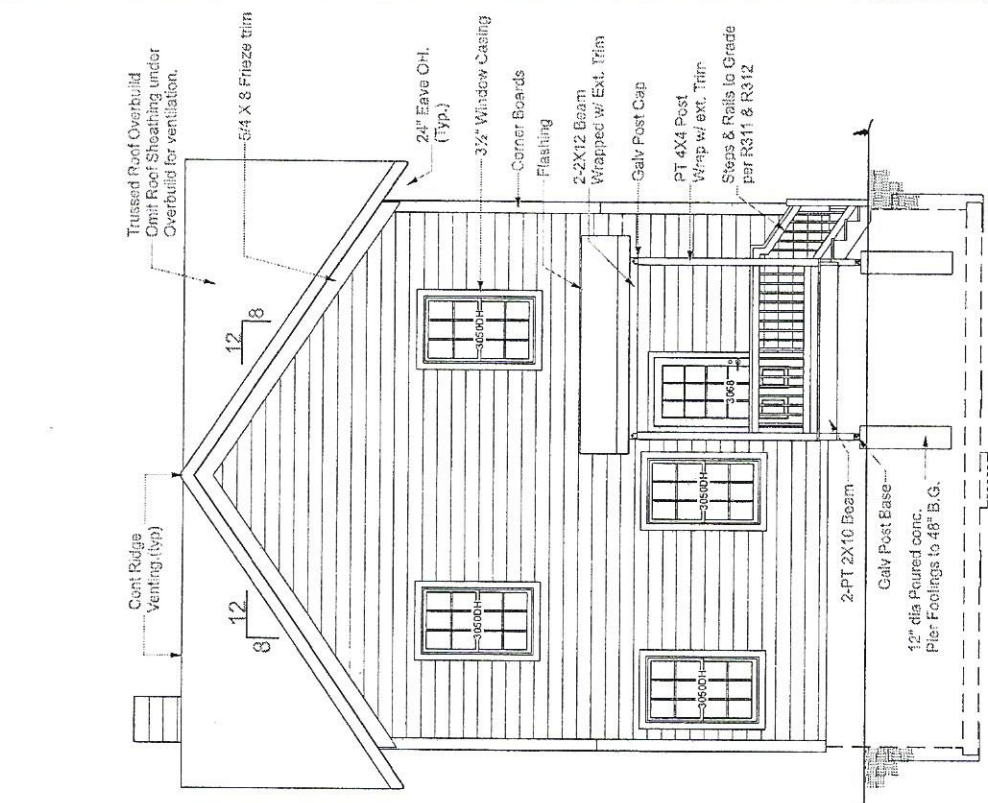 Trussed Roof Overbuild
Omit Roof Sheathing under
Overbuild for ventilation.
Cont Ridge
Venting.(typ)
5/4 X 8 Frieze trim
12
8
12
8
24" Eave OH.
(Typ.)
3½" Window Casing
Corner Boards
Flashing
2-2X12 Beam
Wrapped w/ Ext. Trim
Galv Post Cap
PT 4X4 Post
Wrap w/ ext. Trim
Steps & Rails to Grade
per R311 & R312
3050DH
3050DH
3050DH
3050DH
3068
2-PT 2X10 Beam
Galv Post Base
12" dia Poured conc.
Pier Footings to 48" B.G.